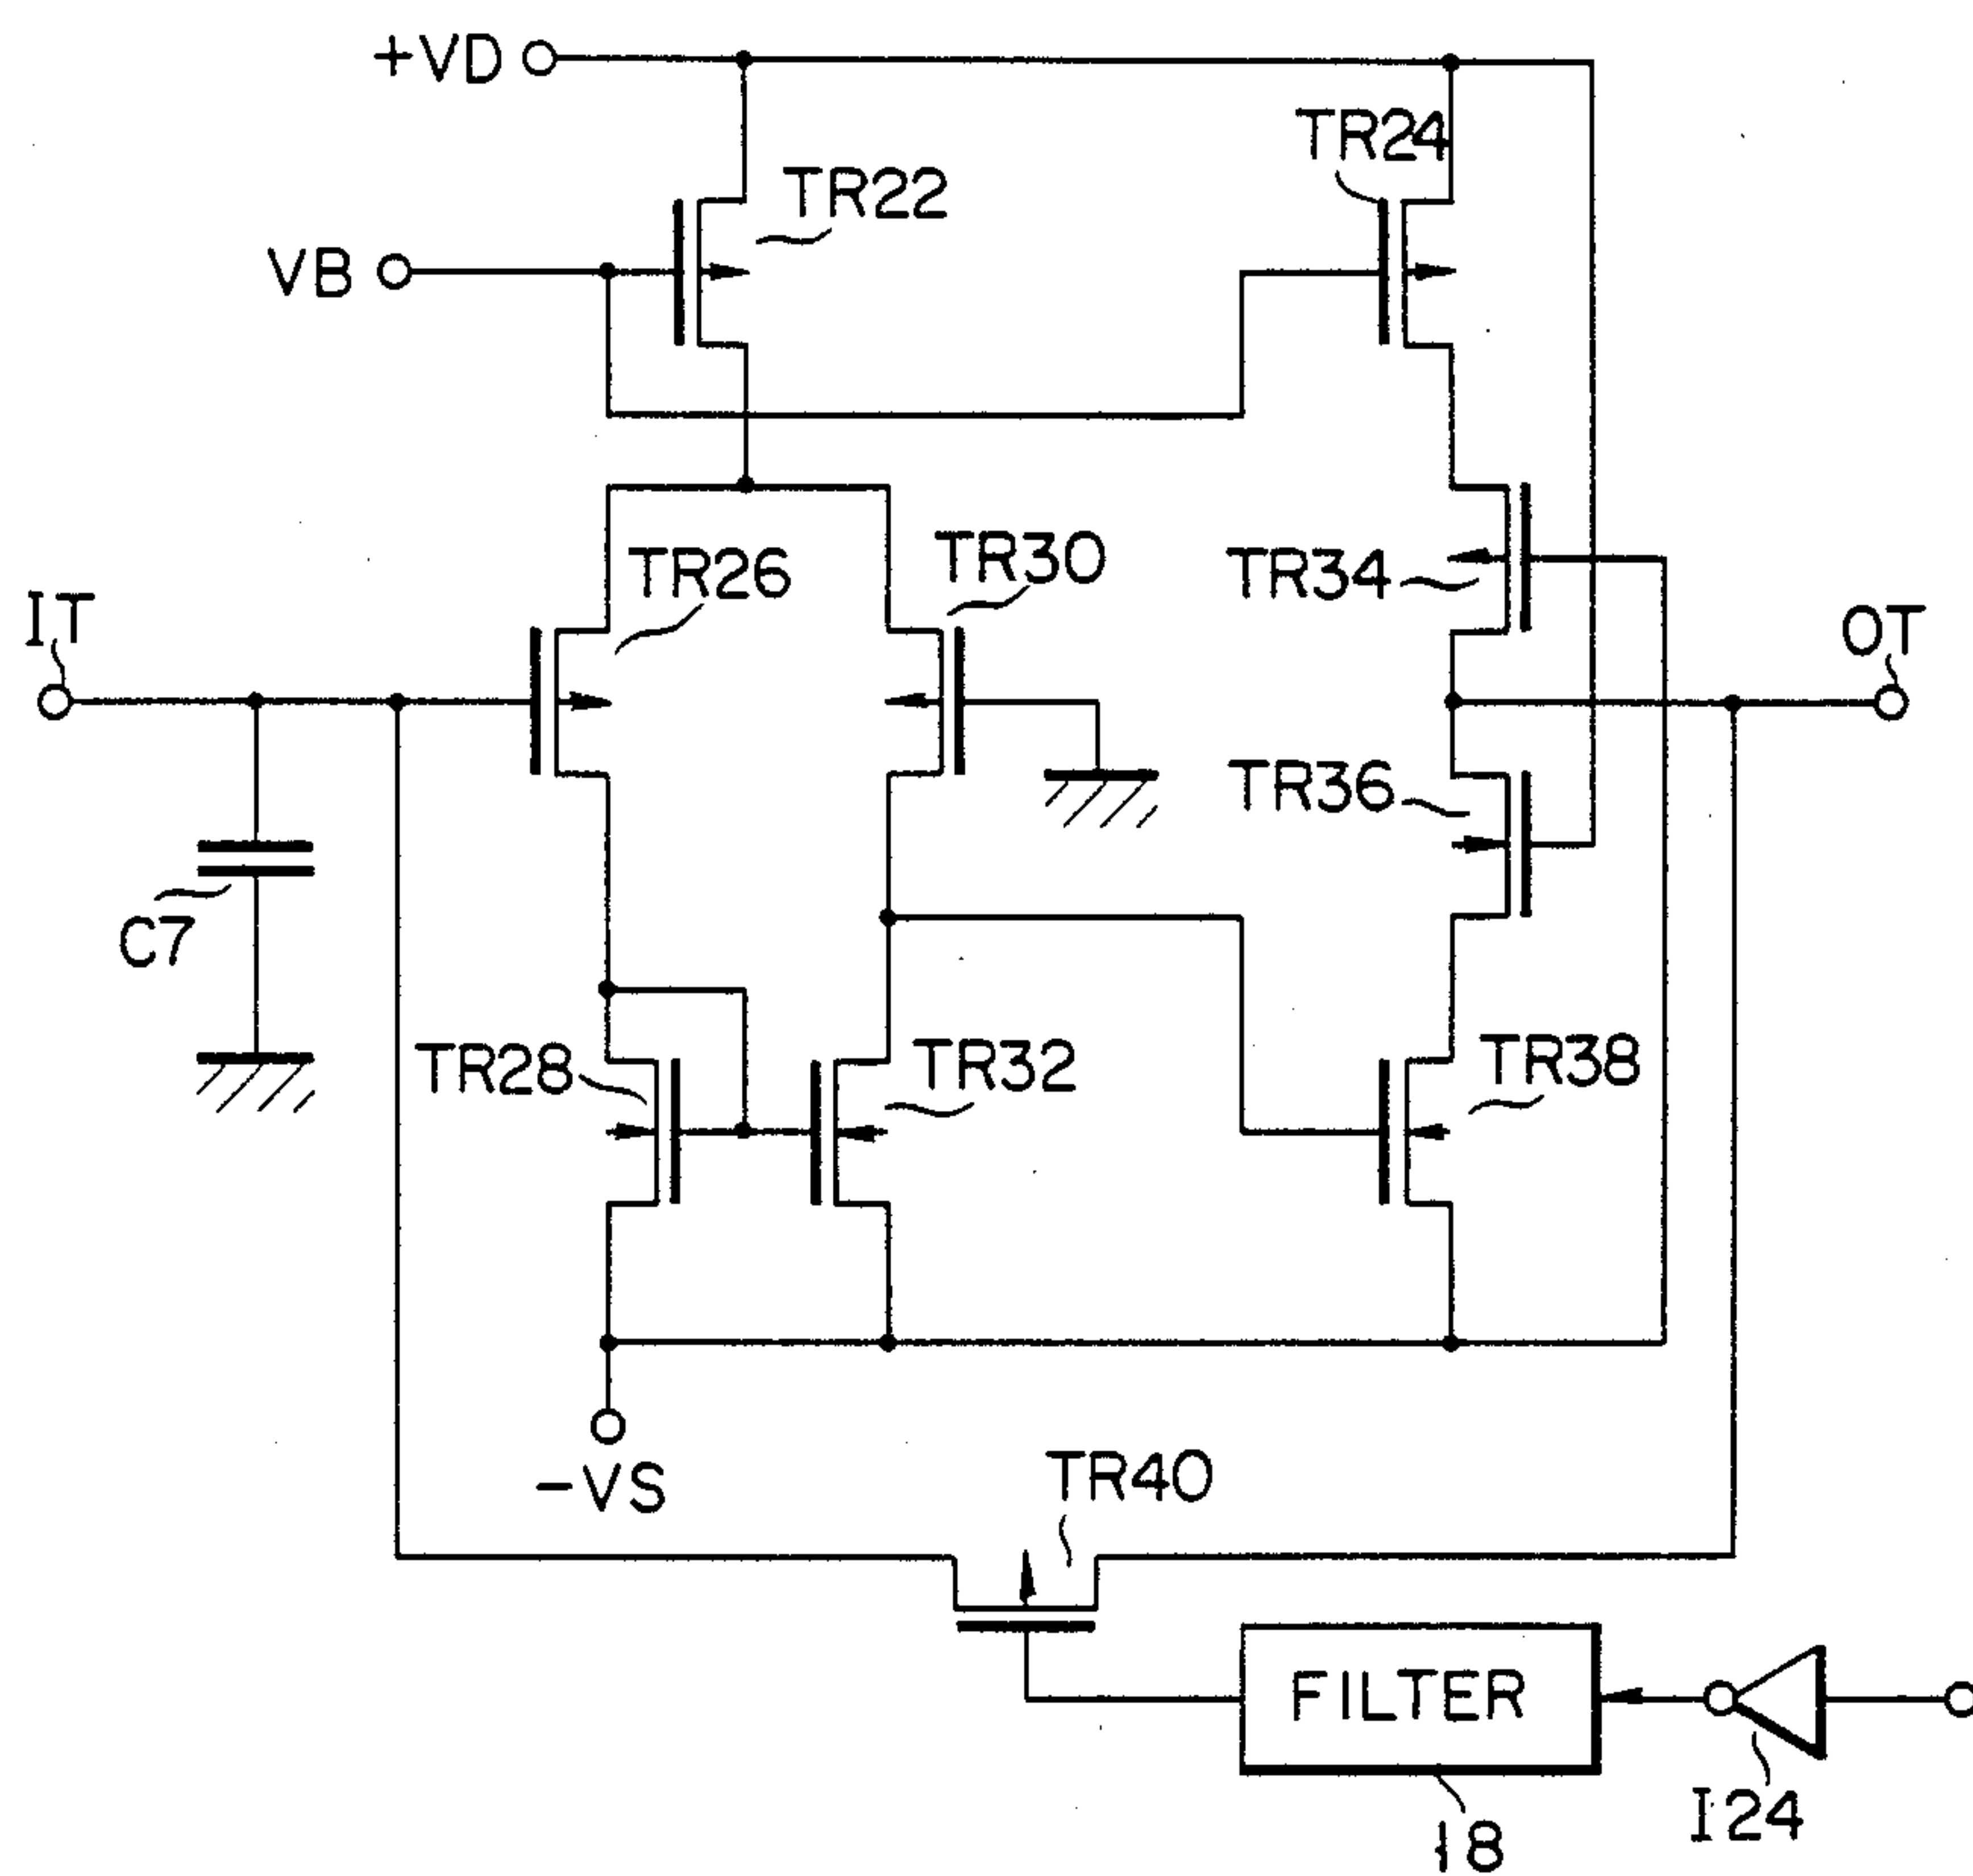 +VD
TR24
TR22
VB
TR30
TR26
TR34
IT
OT
TR36
C7
TR28
TR32
TR38
-VS
TR40
FILTER
I24
18